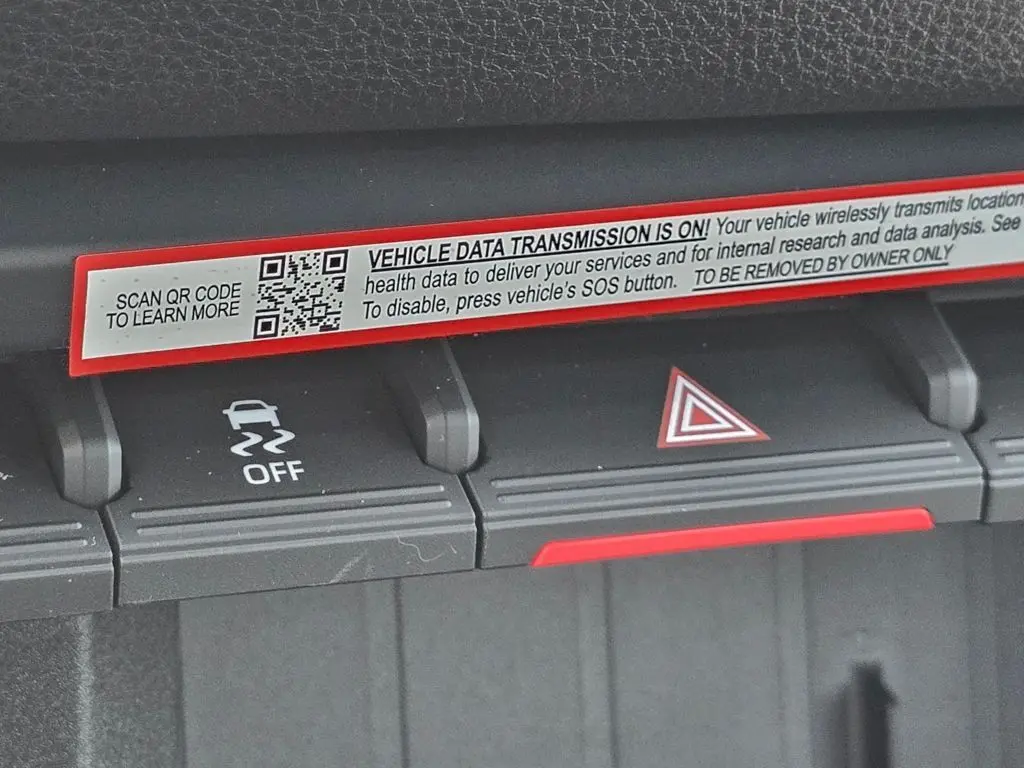 SCAN QR CODE
TO LEARN MORE
VEHICLE DATA TRANSMISSION IS ON! Your vehicle wirelessly transmits location
health data to deliver your services and for internal research and data analysis. See
To disable, press vehicle's SOS button. TO BE REMOVED BY OWNER ONLY
OFF